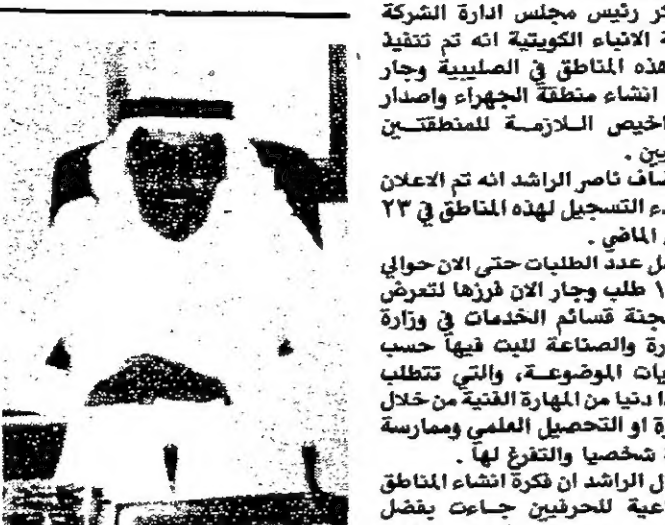 كر رئيس مجلس ادارة الشركة
ة الانباء الكويتية انه تم تنفيذ
هذه المناطق في الصليبية وجار
انشاء منطقة الجهراء واصدار
اخيص اللازمة للمنطقتين
يين .
ضاف ناصر الراشد انه تم الاعلان
دء التسجيل لهذه المناطق في ٢٣
الماضي .
ل عدد الطلبات حتى الان حوالي
١ طلب وجار الان فرزها لتعرض
جنة قسائم الخدمات في وزارة
رة والصناعة للبت فيها حسب
يات الموضوعة، والتي تتطلب
ا دنيا من المهارة الفنية من خلال
رة او التحصيل العلمي وممارسة
ة شخصيا والتفرغ لها .
ل الراشد ان فكرة انشاء المناطق
عية للحرفيين جاءت بفضل